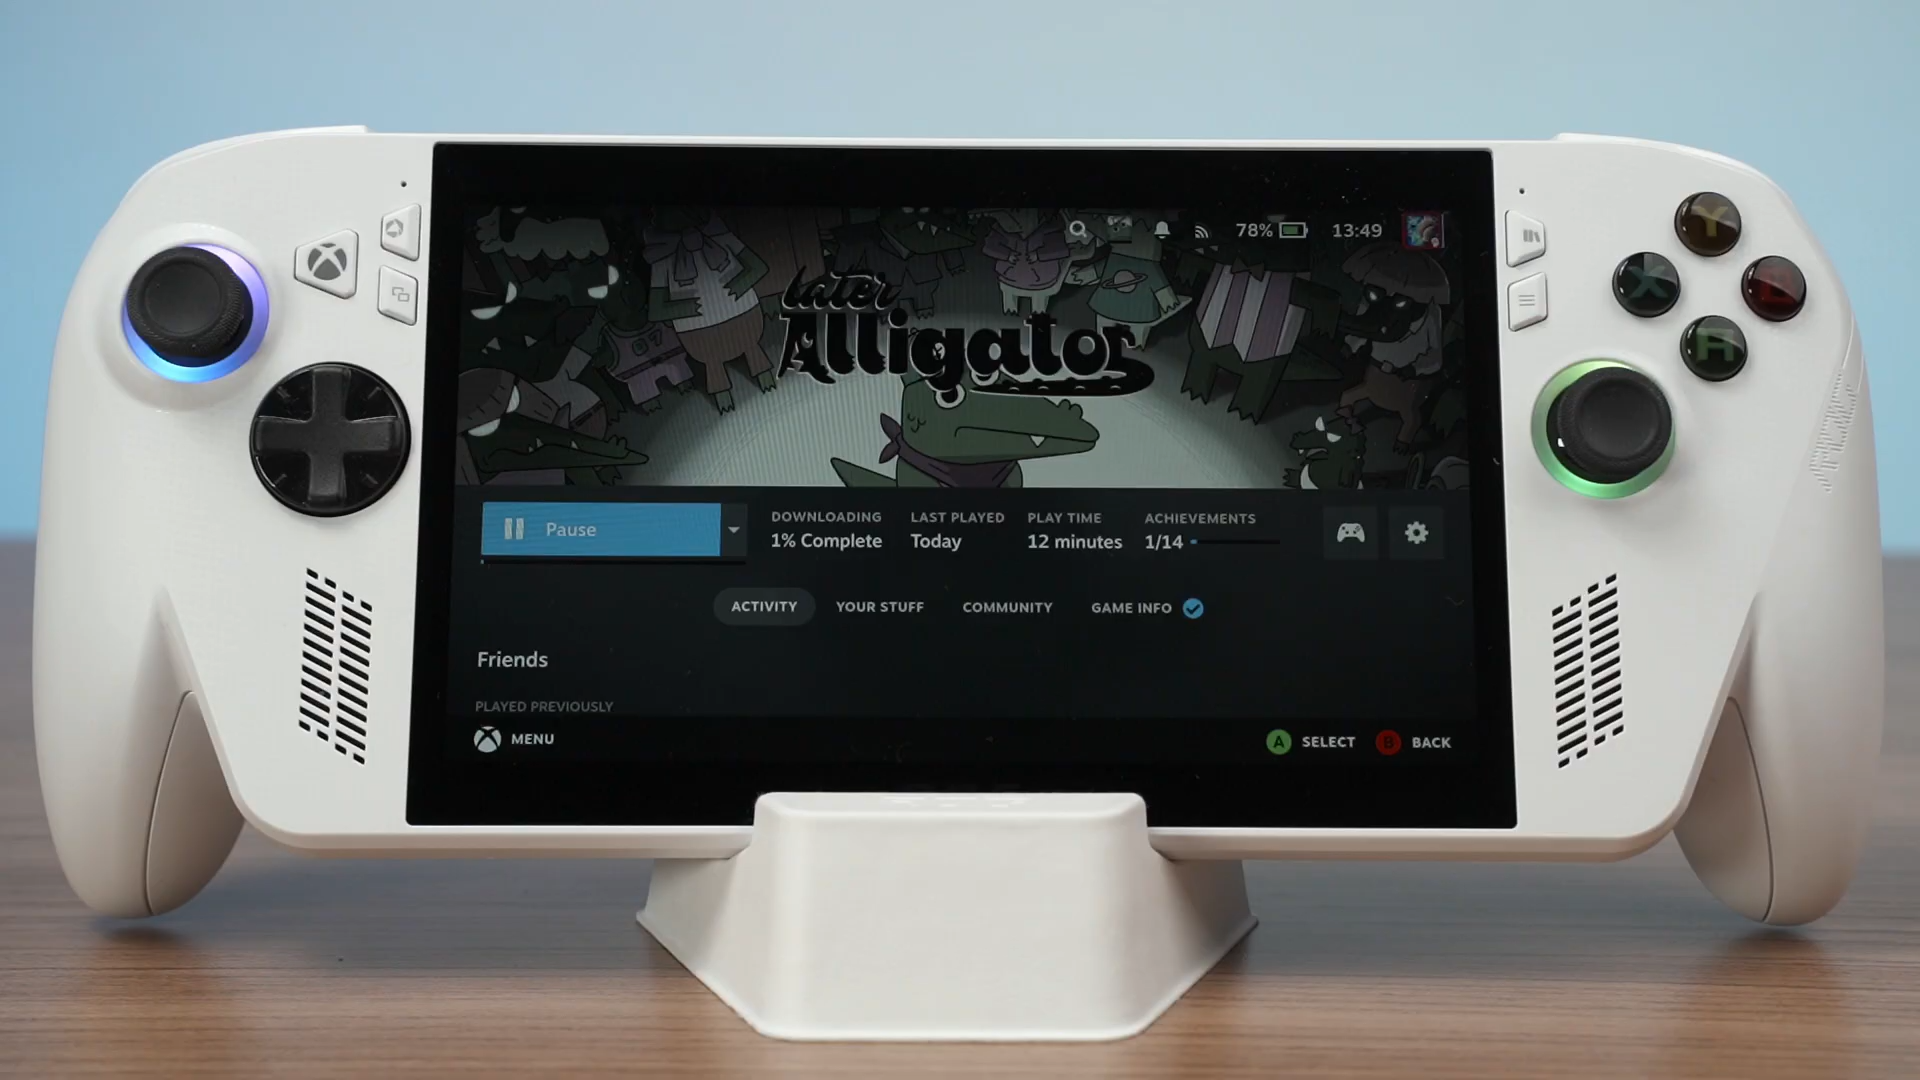 78% 13:49
later
Alligator
Pause
DOWNLOADING
1% Complete
LAST PLAYED
Today
PLAY TIME
12 minutes
ACHIEVEMENTS
1/14
ACTIVITY YOUR STUFF COMMUNITY GAME INFO
Friends
PLAYED PREVIOUSLY
MENU
A SELECT B BACK
Y
X
B
A